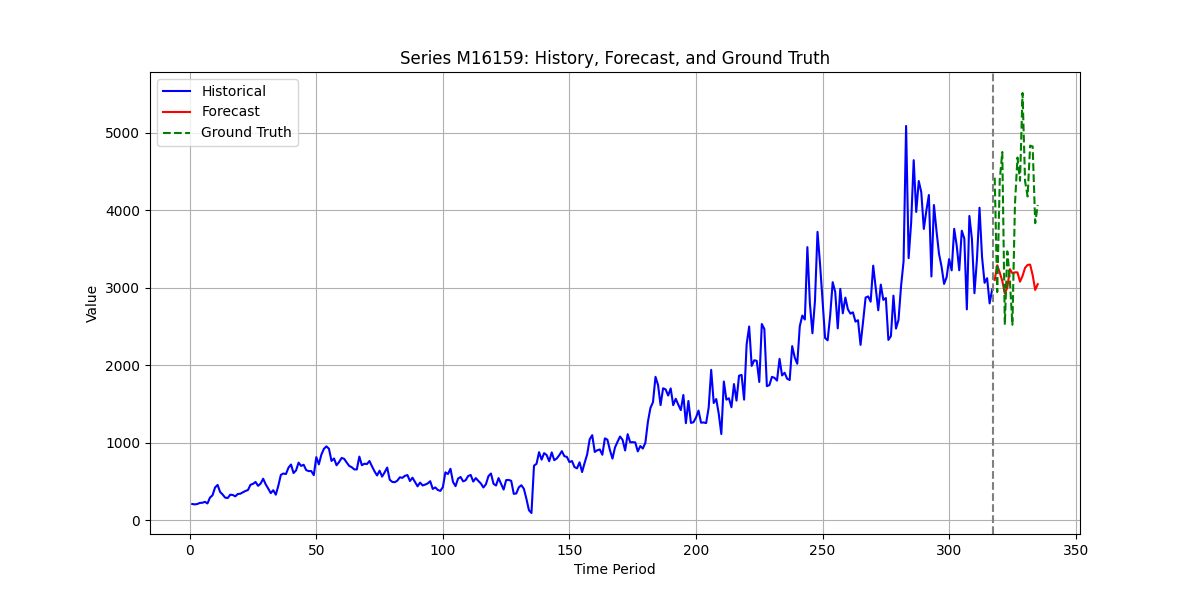 Series M16159: History, Forecast, and Ground Truth
Historical
Forecast
Ground Truth
Value
5000
4000
3000
2000
1000
0
0 50 100 150 200 250 300 350
Time Period